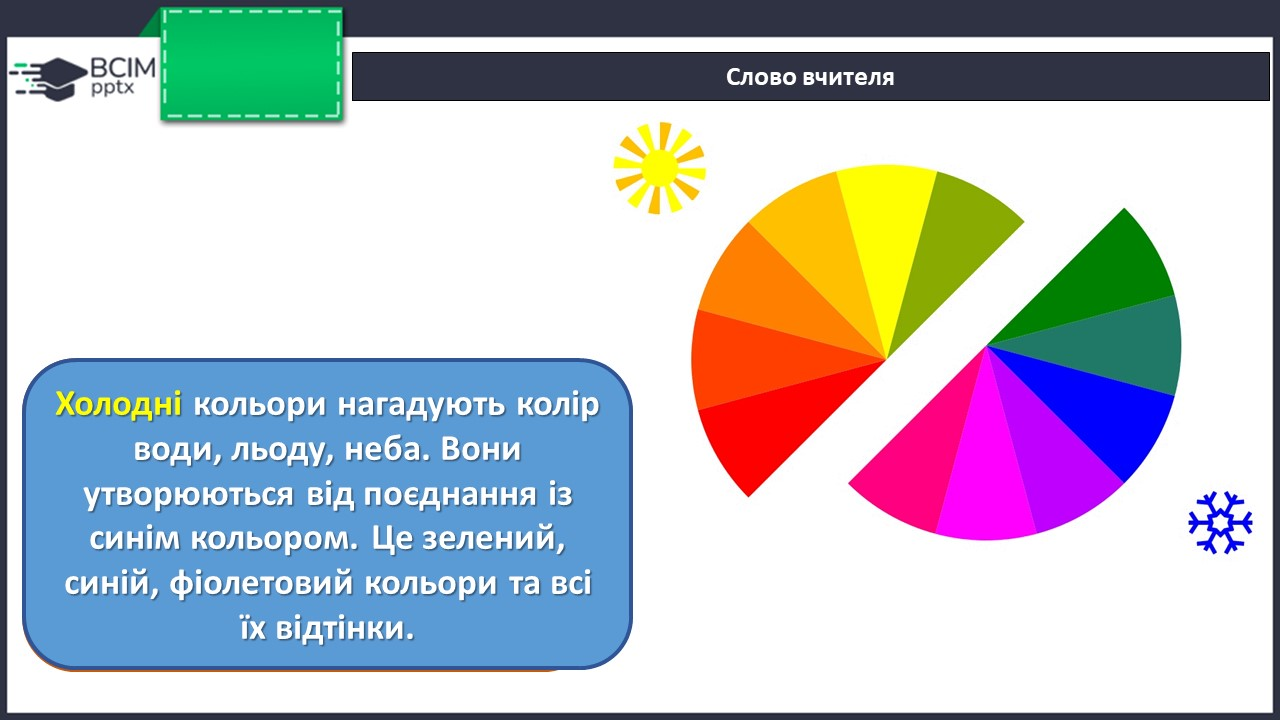 ВСІМ
pptx
Слово вчителя
Холодні кольори нагадують колір
води, льоду, неба. Вони
утворюються від поєднання із
синім кольором. Це зелений,
синій, фіолетовий кольори та всі
їх відтінки.